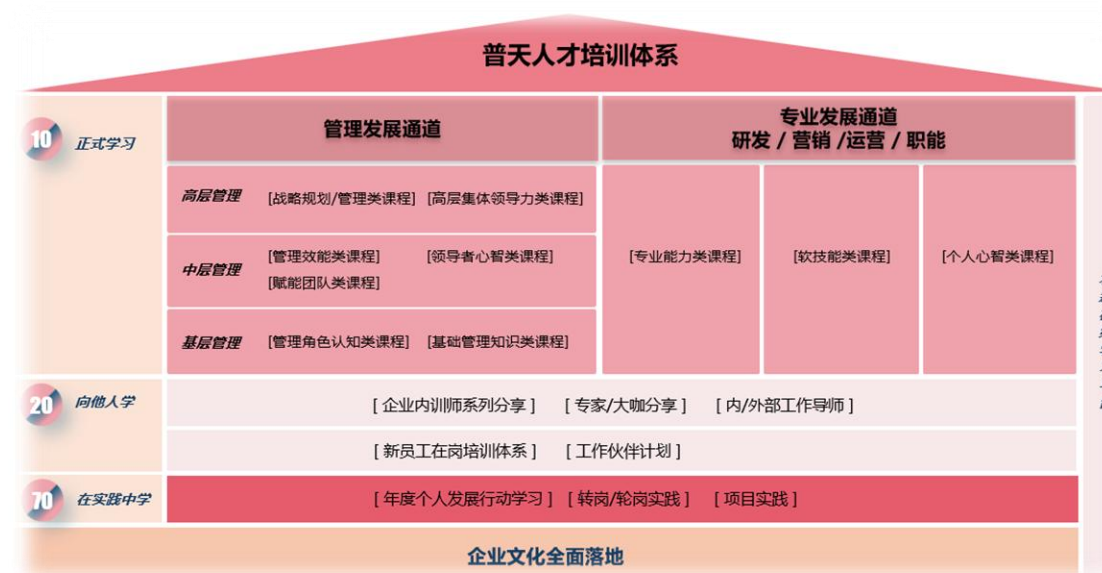 普天人才培训体系
10 正式学习
管理发展通道
专业发展通道
研发 / 营销 /运营 / 职能
高层管理 [战略规划/管理类课程] [高层集体领导力类课程]
中层管理 [管理效能类课程] [领导者心智类课程]
[赋能团队类课程]
基层管理 [管理角色认知类课程] [基础管理知识类课程]
[专业能力类课程] [软技能类课程] [个人心智类课程]
20 向他人学
[ 企业内训师系列分享 ] [ 专家/大咖分享 ] [ 内/外部工作导师 ]
[ 新员工在岗培训体系 ] [ 工作伙伴计划 ]
70 在实践中学
[ 年度个人发展行动学习 ] [ 转岗/轮岗实践 ] [ 项目实践 ]
企业文化全面落地